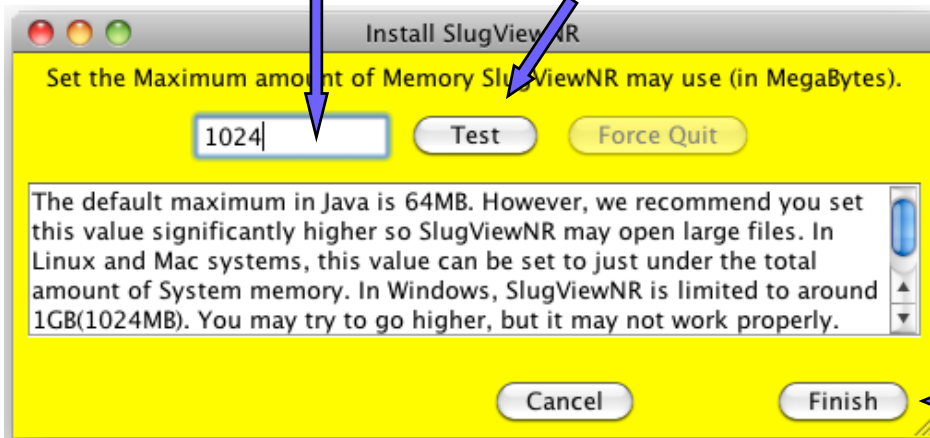 Install SlugViewNR
Set the Maximum amount of Memory SlugViewNR may use (in MegaBytes).
1024 Test Force Quit
The default maximum in Java is 64MB. However, we recommend you set
this value significantly higher so SlugViewNR may open large files. In
Linux and Mac systems, this value can be set to just under the total
amount of System memory. In Windows, SlugViewNR is limited to around
1GB(1024MB). You may try to go higher, but it may not work properly.
Cancel Finish